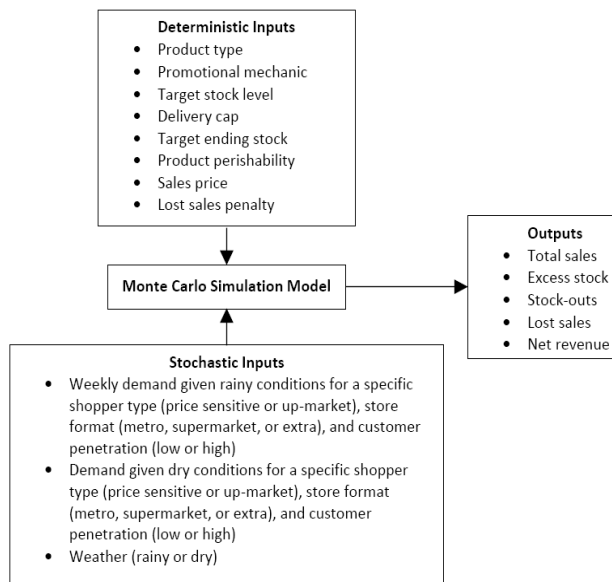 Deterministic Inputs
• Product type
• Promotional mechanic
• Target stock level
• Delivery cap
• Target ending stock
• Product perishability
• Sales price
• Lost sales penalty
Monte Carlo Simulation Model
Outputs
• Total sales
• Excess stock
• Stock-outs
• Lost sales
• Net revenue
Stochastic Inputs
• Weekly demand given rainy conditions for a specific
shopper type (price sensitive or up-market), store
format (metro, supermarket, or extra), and customer
penetration (low or high)
• Demand given dry conditions for a specific shopper
type (price sensitive or up-market), store format
(metro, supermarket, or extra), and customer
penetration (low or high)
• Weather (rainy or dry)